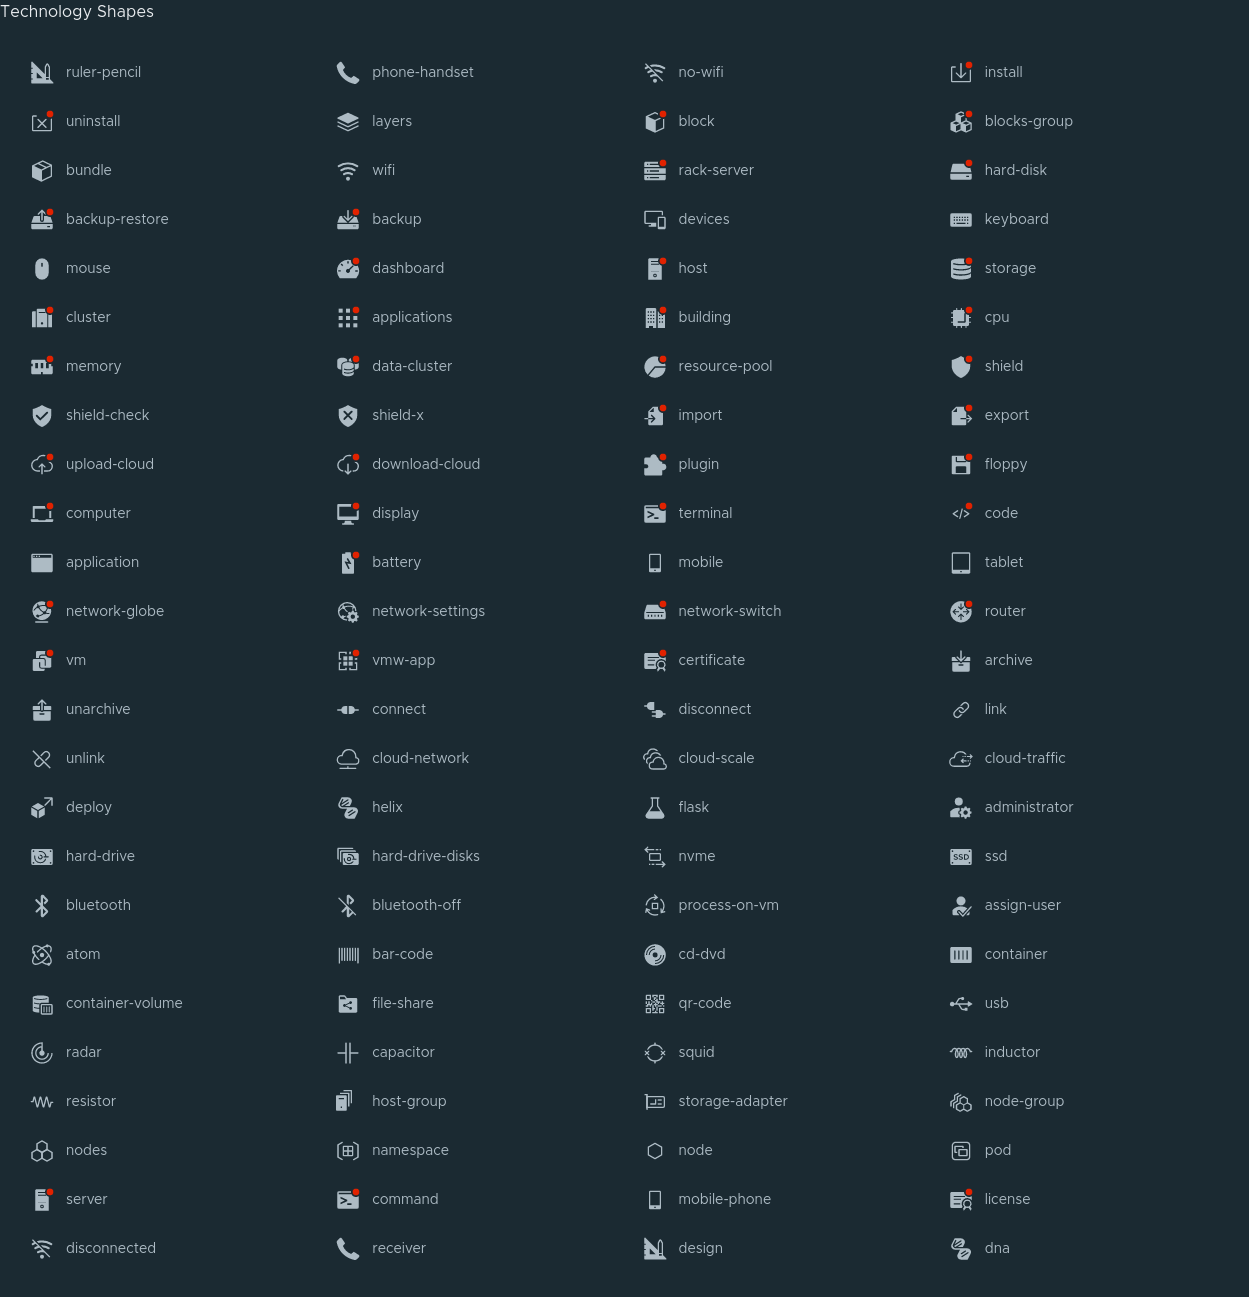 Technology Shapes
ruler-pencil phone-handset no-wifi install
uninstall layers block blocks-group
bundle wifi rack-server hard-disk
backup-restore backup devices keyboard
mouse dashboard host storage
cluster applications building cpu
memory data-cluster resource-pool shield
shield-check shield-x import export
upload-cloud download-cloud plugin floppy
computer display terminal code
application battery mobile tablet
network-globe network-settings network-switch router
vm vmw-app certificate archive
unarchive connect disconnect link
unlink cloud-network cloud-scale cloud-traffic
deploy helix flask administrator
hard-drive hard-drive-disks nvme SSD ssd
bluetooth bluetooth-off process-on-vm assign-user
atom bar-code cd-dvd container
container-volume file-share qr-code usb
radar capacitor squid inductor
resistor host-group storage-adapter node-group
nodes namespace node pod
server command mobile-phone license
disconnected receiver design dna